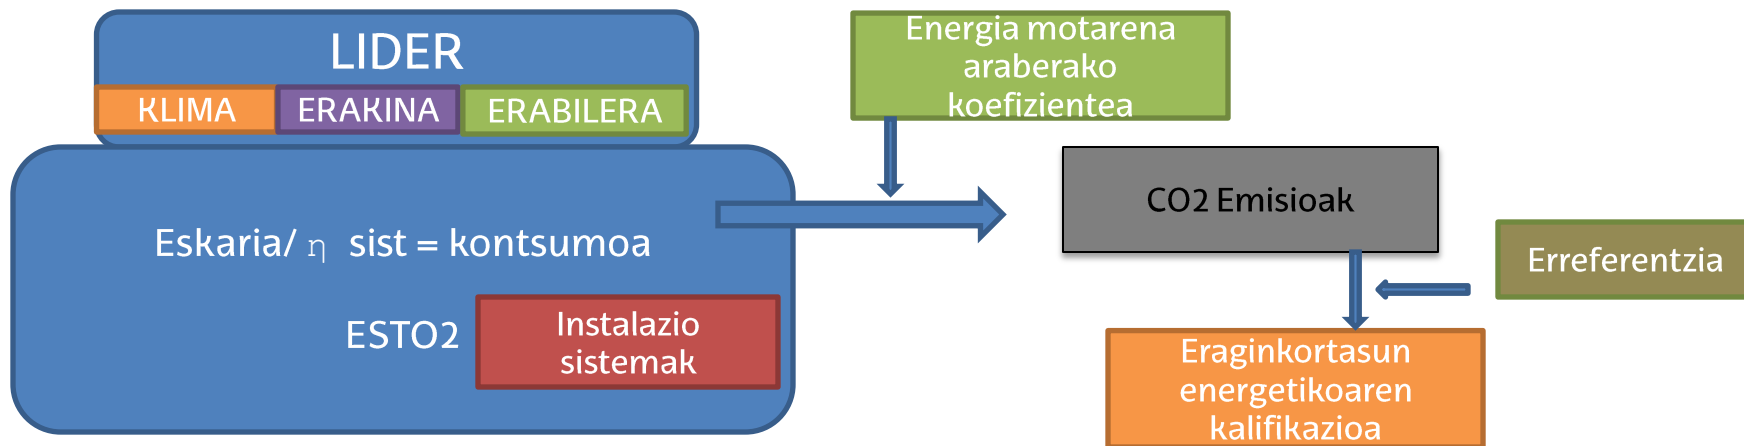 LIDER
KLIMA
ERAKINA
ERABILERA
Eskaria/ η sist = kontsumoa
ESTO2
Instalazio
sistemak
Energia motarena
araberako
koefizientea
CO2 Emisioak
Erreferentzia
Eraginkortasun
energetikoaren
kalifikazioa